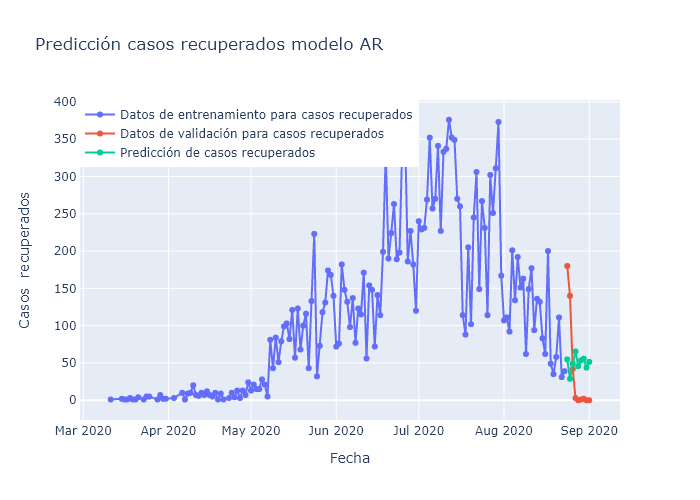 Predicción casos recuperados modelo AR
Datos de entrenamiento para casos recuperados
Datos de validación para casos recuperados
Predicción de casos recuperados
400
350
300
250
200
150
100
50
0
Casos recuperados
Mar 2020 Apr 2020 May 2020 Jun 2020 Jul 2020 Aug 2020 Sep 2020
Fecha